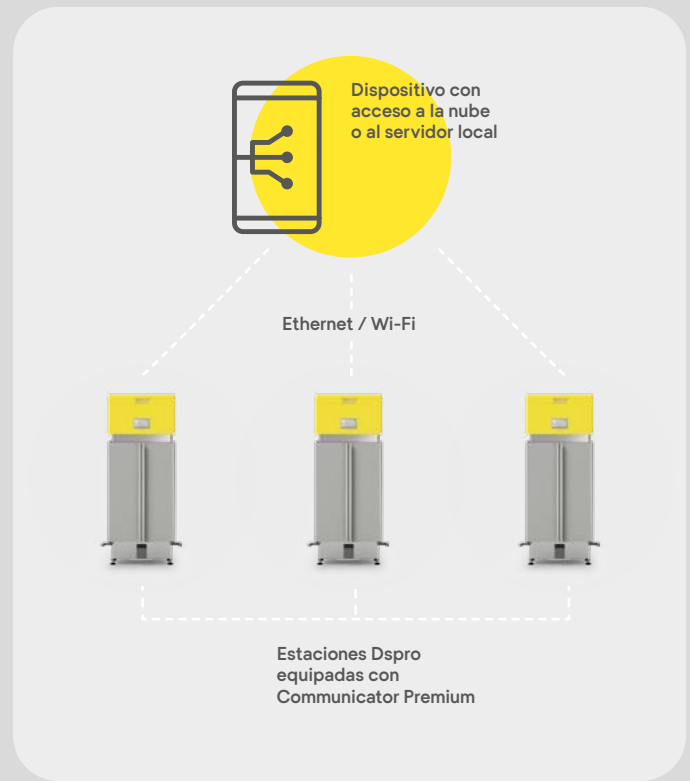 Dispositivo con
acceso a la nube
o al servidor local
Ethernet / Wi-Fi
Estaciones Dspro
equipadas con
Communicator Premium